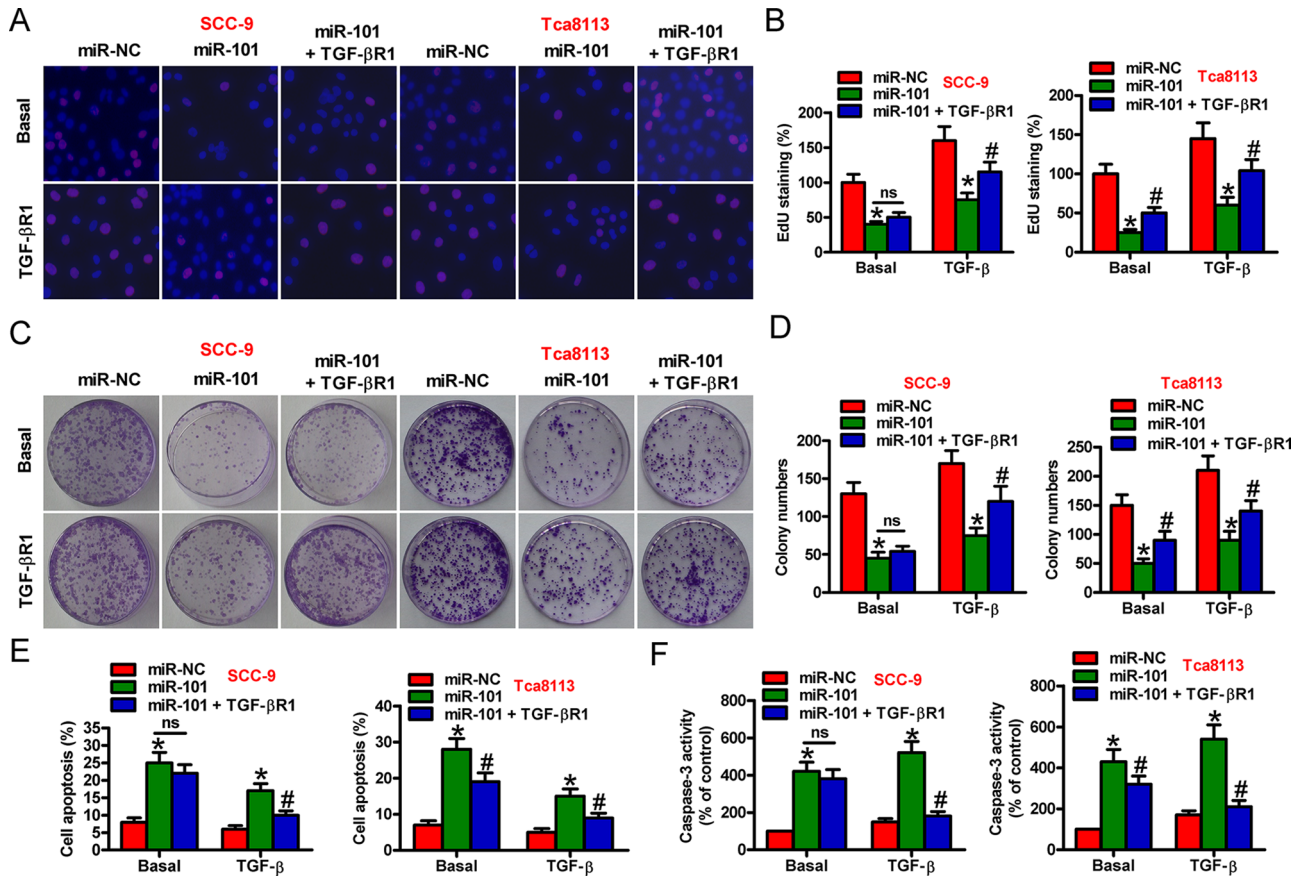 A
SCC-9
Tca8113
miR-NC
miR-101
miR-101
+ TGF-βR1
miR-NC
miR-101
miR-101
+ TGF-βR1
Basal
TGF-βR1
B
miR-NC
miR-101
miR-101 + TGF-βR1
SCC-9
EdU staining (%)
200
150
100
50
0
*
ns
*
#
Basal
TGF-β
miR-NC
miR-101
miR-101 + TGF-βR1
Tca8113
EdU staining (%)
200
150
100
50
0
*
#
*
#
Basal
TGF-β
C
SCC-9
Tca8113
miR-NC
miR-101
miR-101
+ TGF-βR1
miR-NC
miR-101
miR-101
+ TGF-βR1
Basal
TGF-βR1
D
SCC-9
miR-NC
miR-101
miR-101 + TGF-βR1
Colony numbers
200
150
100
50
0
*
ns
*
#
Basal
TGF-β
Tca8113
miR-NC
miR-101
miR-101 + TGF-βR1
Colony numbers
250
200
150
100
50
0
*
#
*
#
Basal
TGF-β
E
miR-NC
miR-101
miR-101 + TGF-βR1
SCC-9
Cell apoptosis (%)
35
30
25
20
15
10
5
0
*
ns
*
#
Basal
TGF-β
miR-NC
miR-101
miR-101 + TGF-βR1
Tca8113
Cell apoptosis (%)
40
30
20
10
0
*
#
*
#
Basal
TGF-β
F
miR-NC
miR-101
miR-101 + TGF-βR1
SCC-9
Caspase-3 activity
(% of control)
800
600
400
200
0
*
ns
*
#
Basal
TGF-β
miR-NC
miR-101
miR-101 + TGF-βR1
Tca8113
Caspase-3 activity
(% of control)
800
600
400
200
0
*
#
*
#
Basal
TGF-β